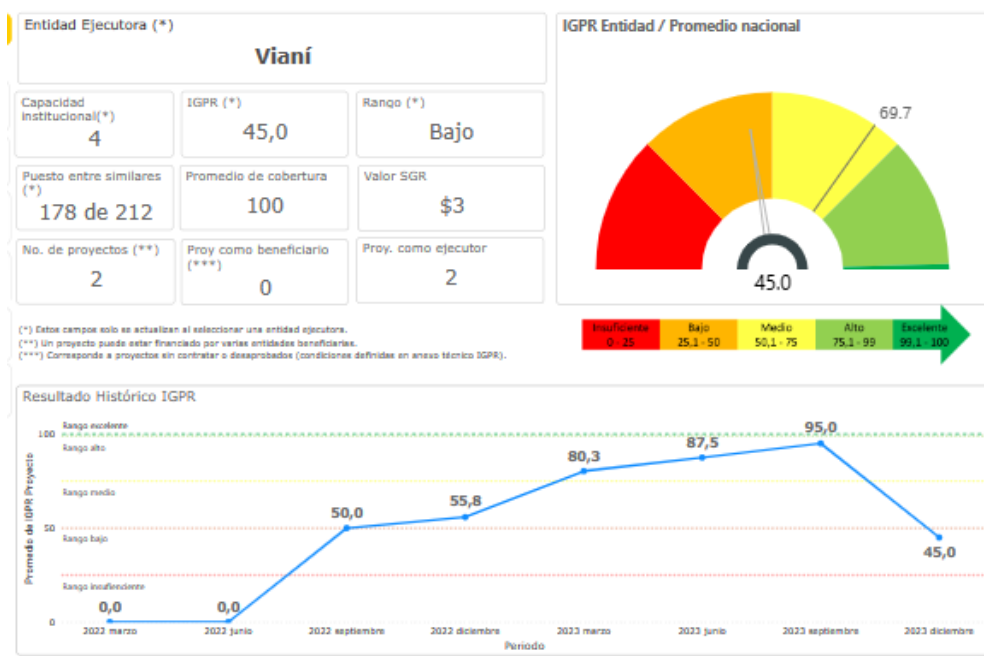 Entidad Ejecutora (*)
Vianí
Capacidad
institucional(*)
4
IGPR (*)
45,0
Rango (*)
Bajo
Puesto entre similares
(*)
178 de 212
Promedio de cobertura
100
Valor SGR
$3
No. de proyectos (**)
2
Proy como beneficiario
(***)
0
Proy. como ejecutor
2
(*) Estos campos solo se actualizan al seleccionar una entidad ejecutora.
(**) Un proyecto puede estar financiado por varias entidades beneficiarias.
(***) Corresponde a proyectos sin contratar o desaprobados (condiciones definidas en anexo técnico IGPR).
IGPR Entidad / Promedio nacional
69.7
45.0
Insuficiente
0 - 25
Bajo
25,1 - 50
Medio
50,1 - 75
Alto
75,1 - 99
Excelente
99,1 - 100
Resultado Histórico IGPR
Promedio de IGPR Proyecto
100
50
0
Rango excelente
Rango alto
Rango medio
Rango bajo
Rango insuficiente
0,0
0,0
50,0
55,8
80,3
87,5
95,0
45,0
2022 marzo
2022 junio
2022 septiembre
2022 diciembre
2023 marzo
2023 junio
2023 septiembre
2023 diciembre
Periodo